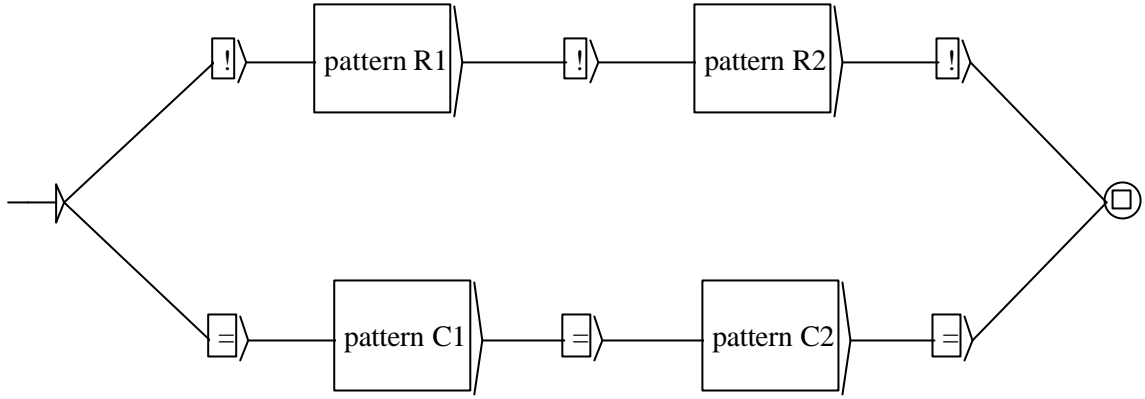 ! pattern R1 ! pattern R2 !
= pattern C1 = pattern C2 =